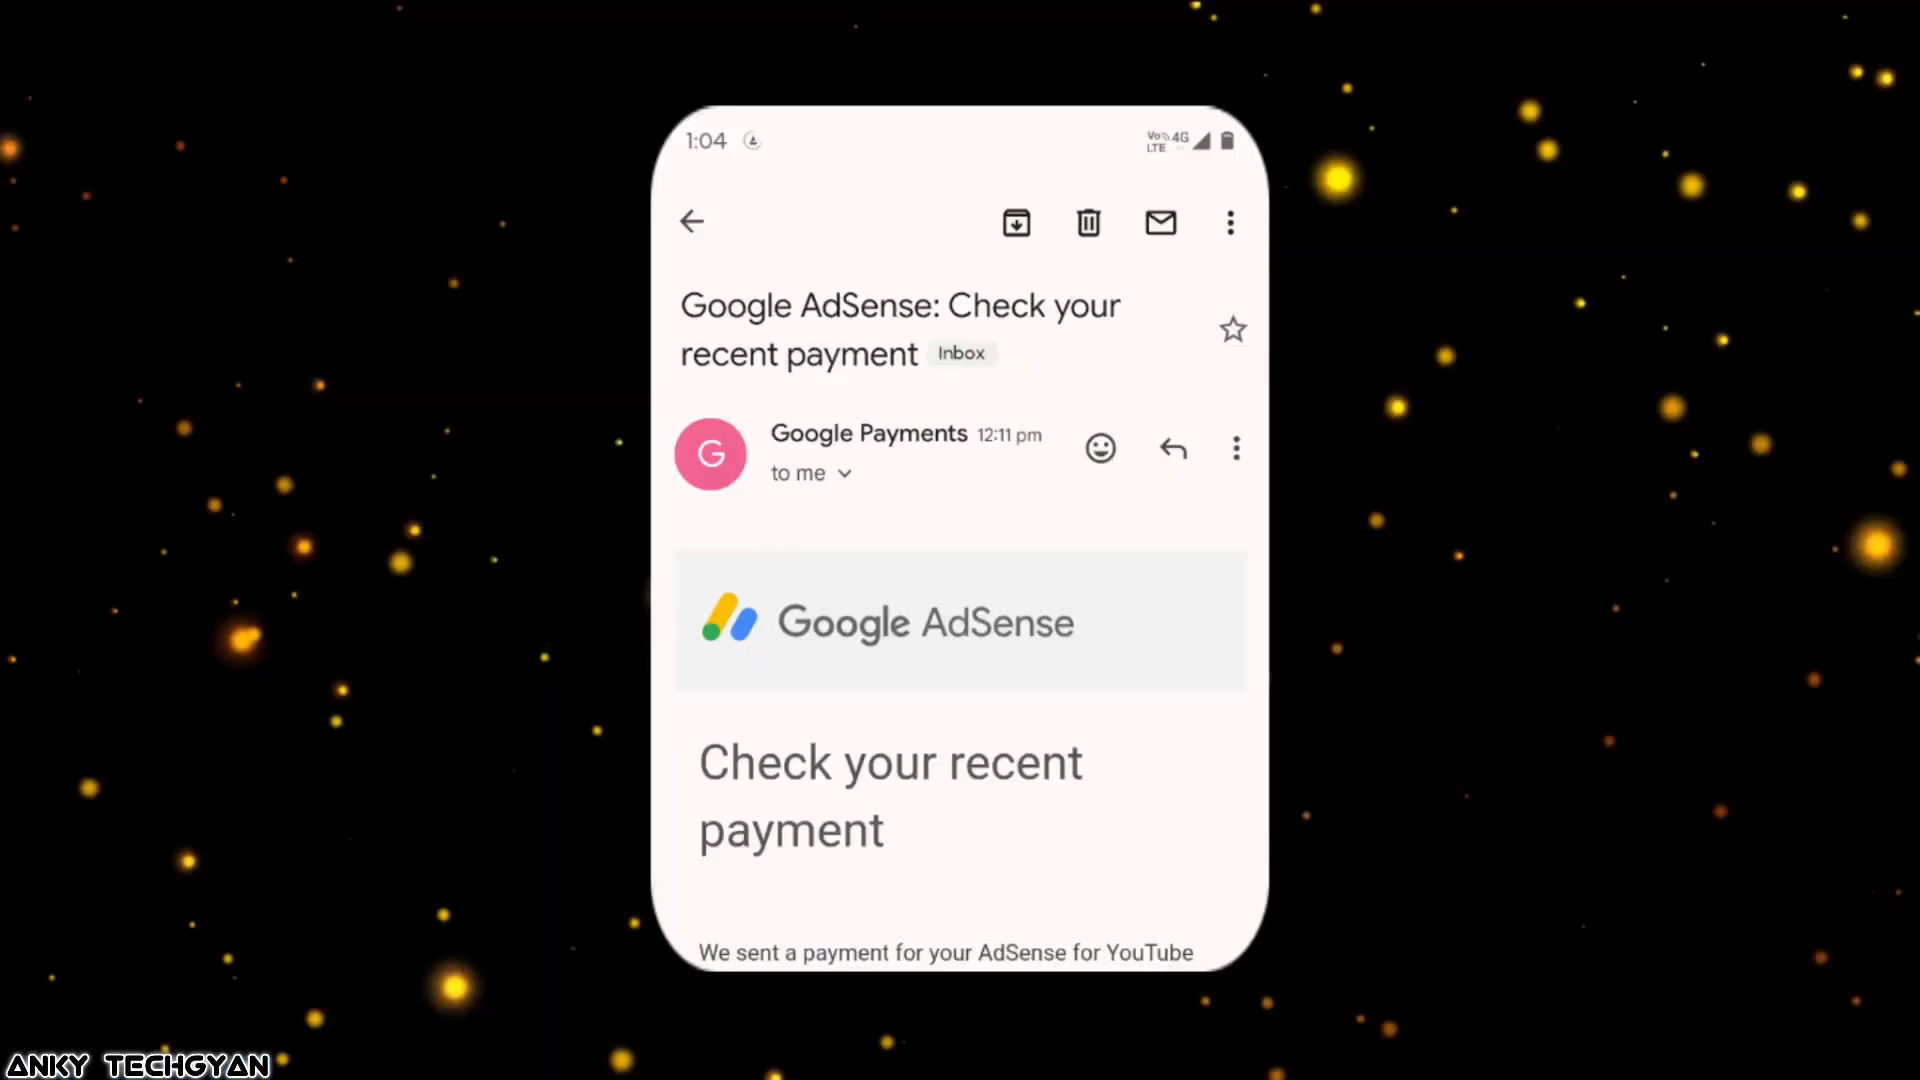 1:04
Vo 4G
LTE
Google AdSense: Check your
recent payment Inbox
G
Google Payments 12:11 pm
to me
Google AdSense
Check your recent
payment
We sent a payment for your AdSense for YouTube
ANKY TECHGYAN